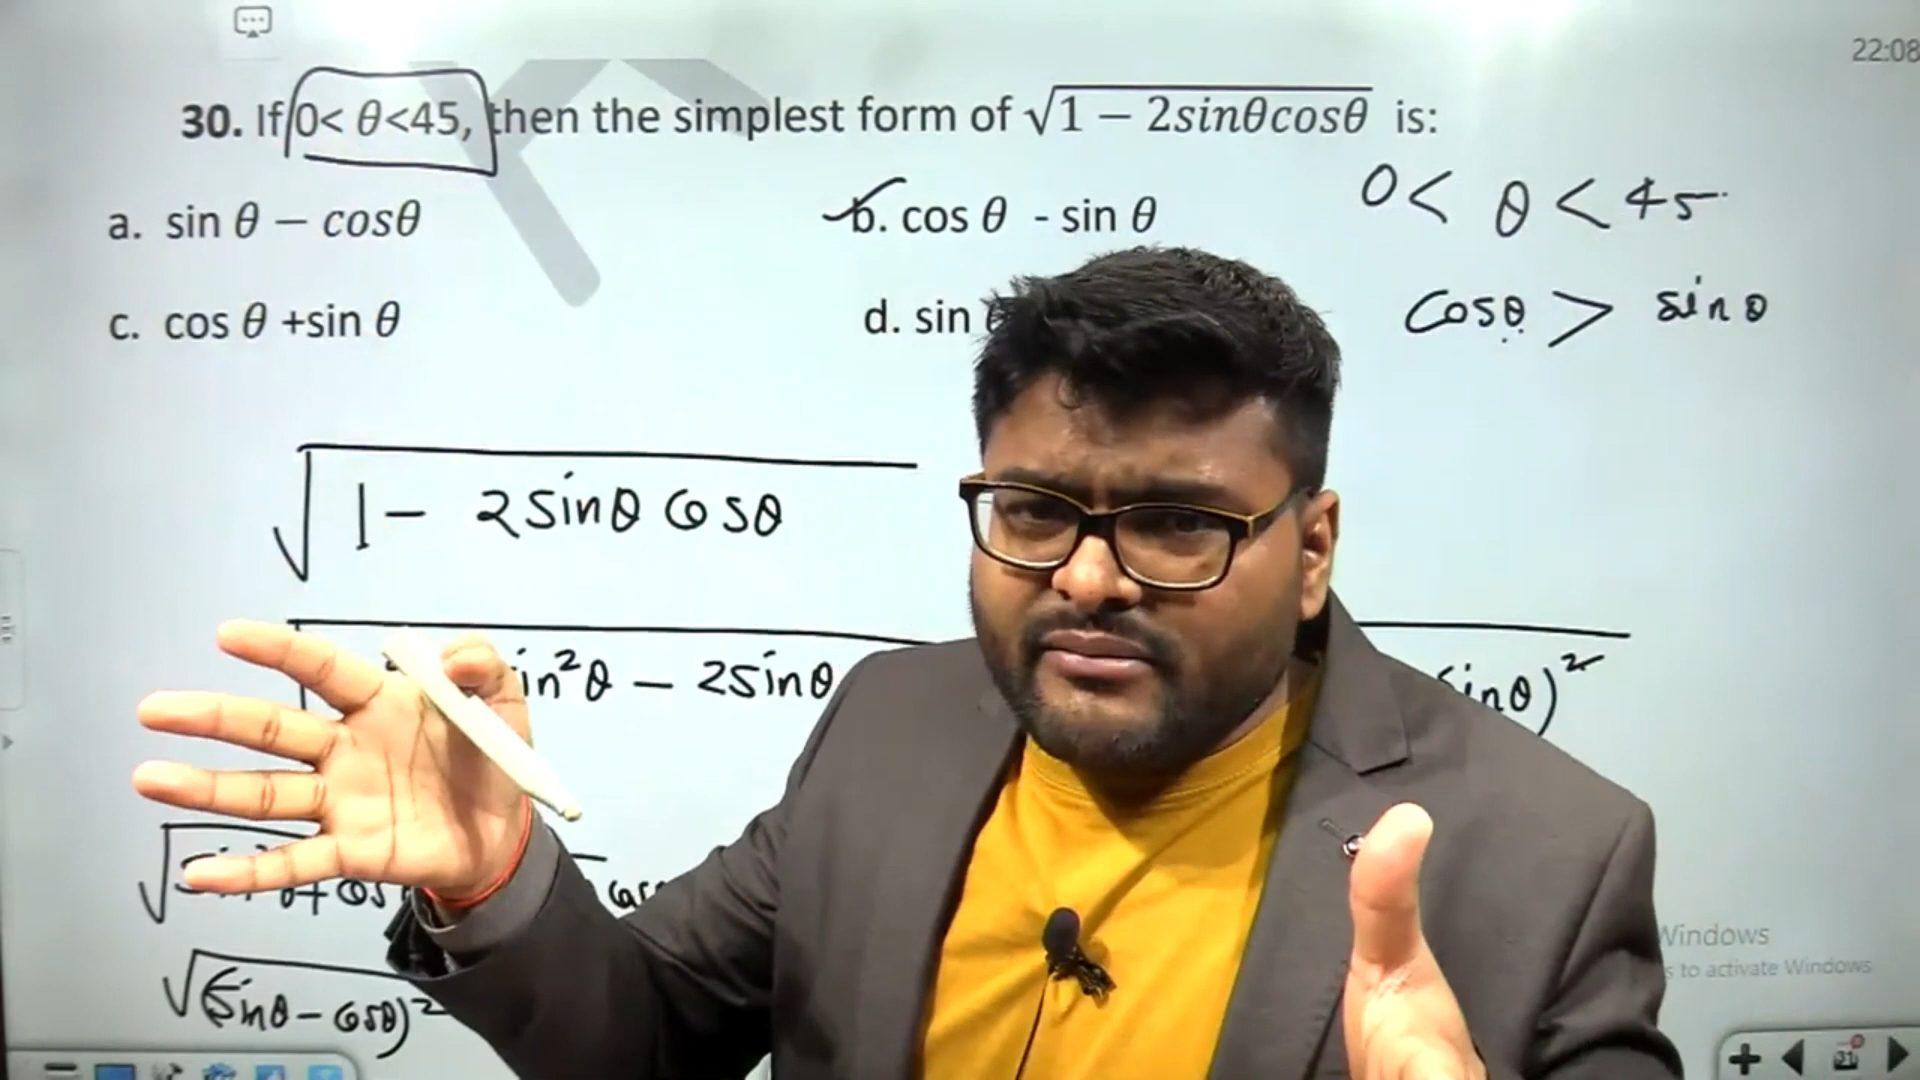 22:08
30. If 0< θ<45, then the simplest form of √1 − 2sinθcosθ is:
a. sin θ − cosθ
b. cos θ - sin θ
0 < θ < 45
c. cos θ +sin θ
d. sin
cosθ > sinθ
√1 - 2sinθ cosθ
in²θ - 2sinθ
inθ)²
√(sinθ - cosθ)²
Windows
s to activate Windows
31